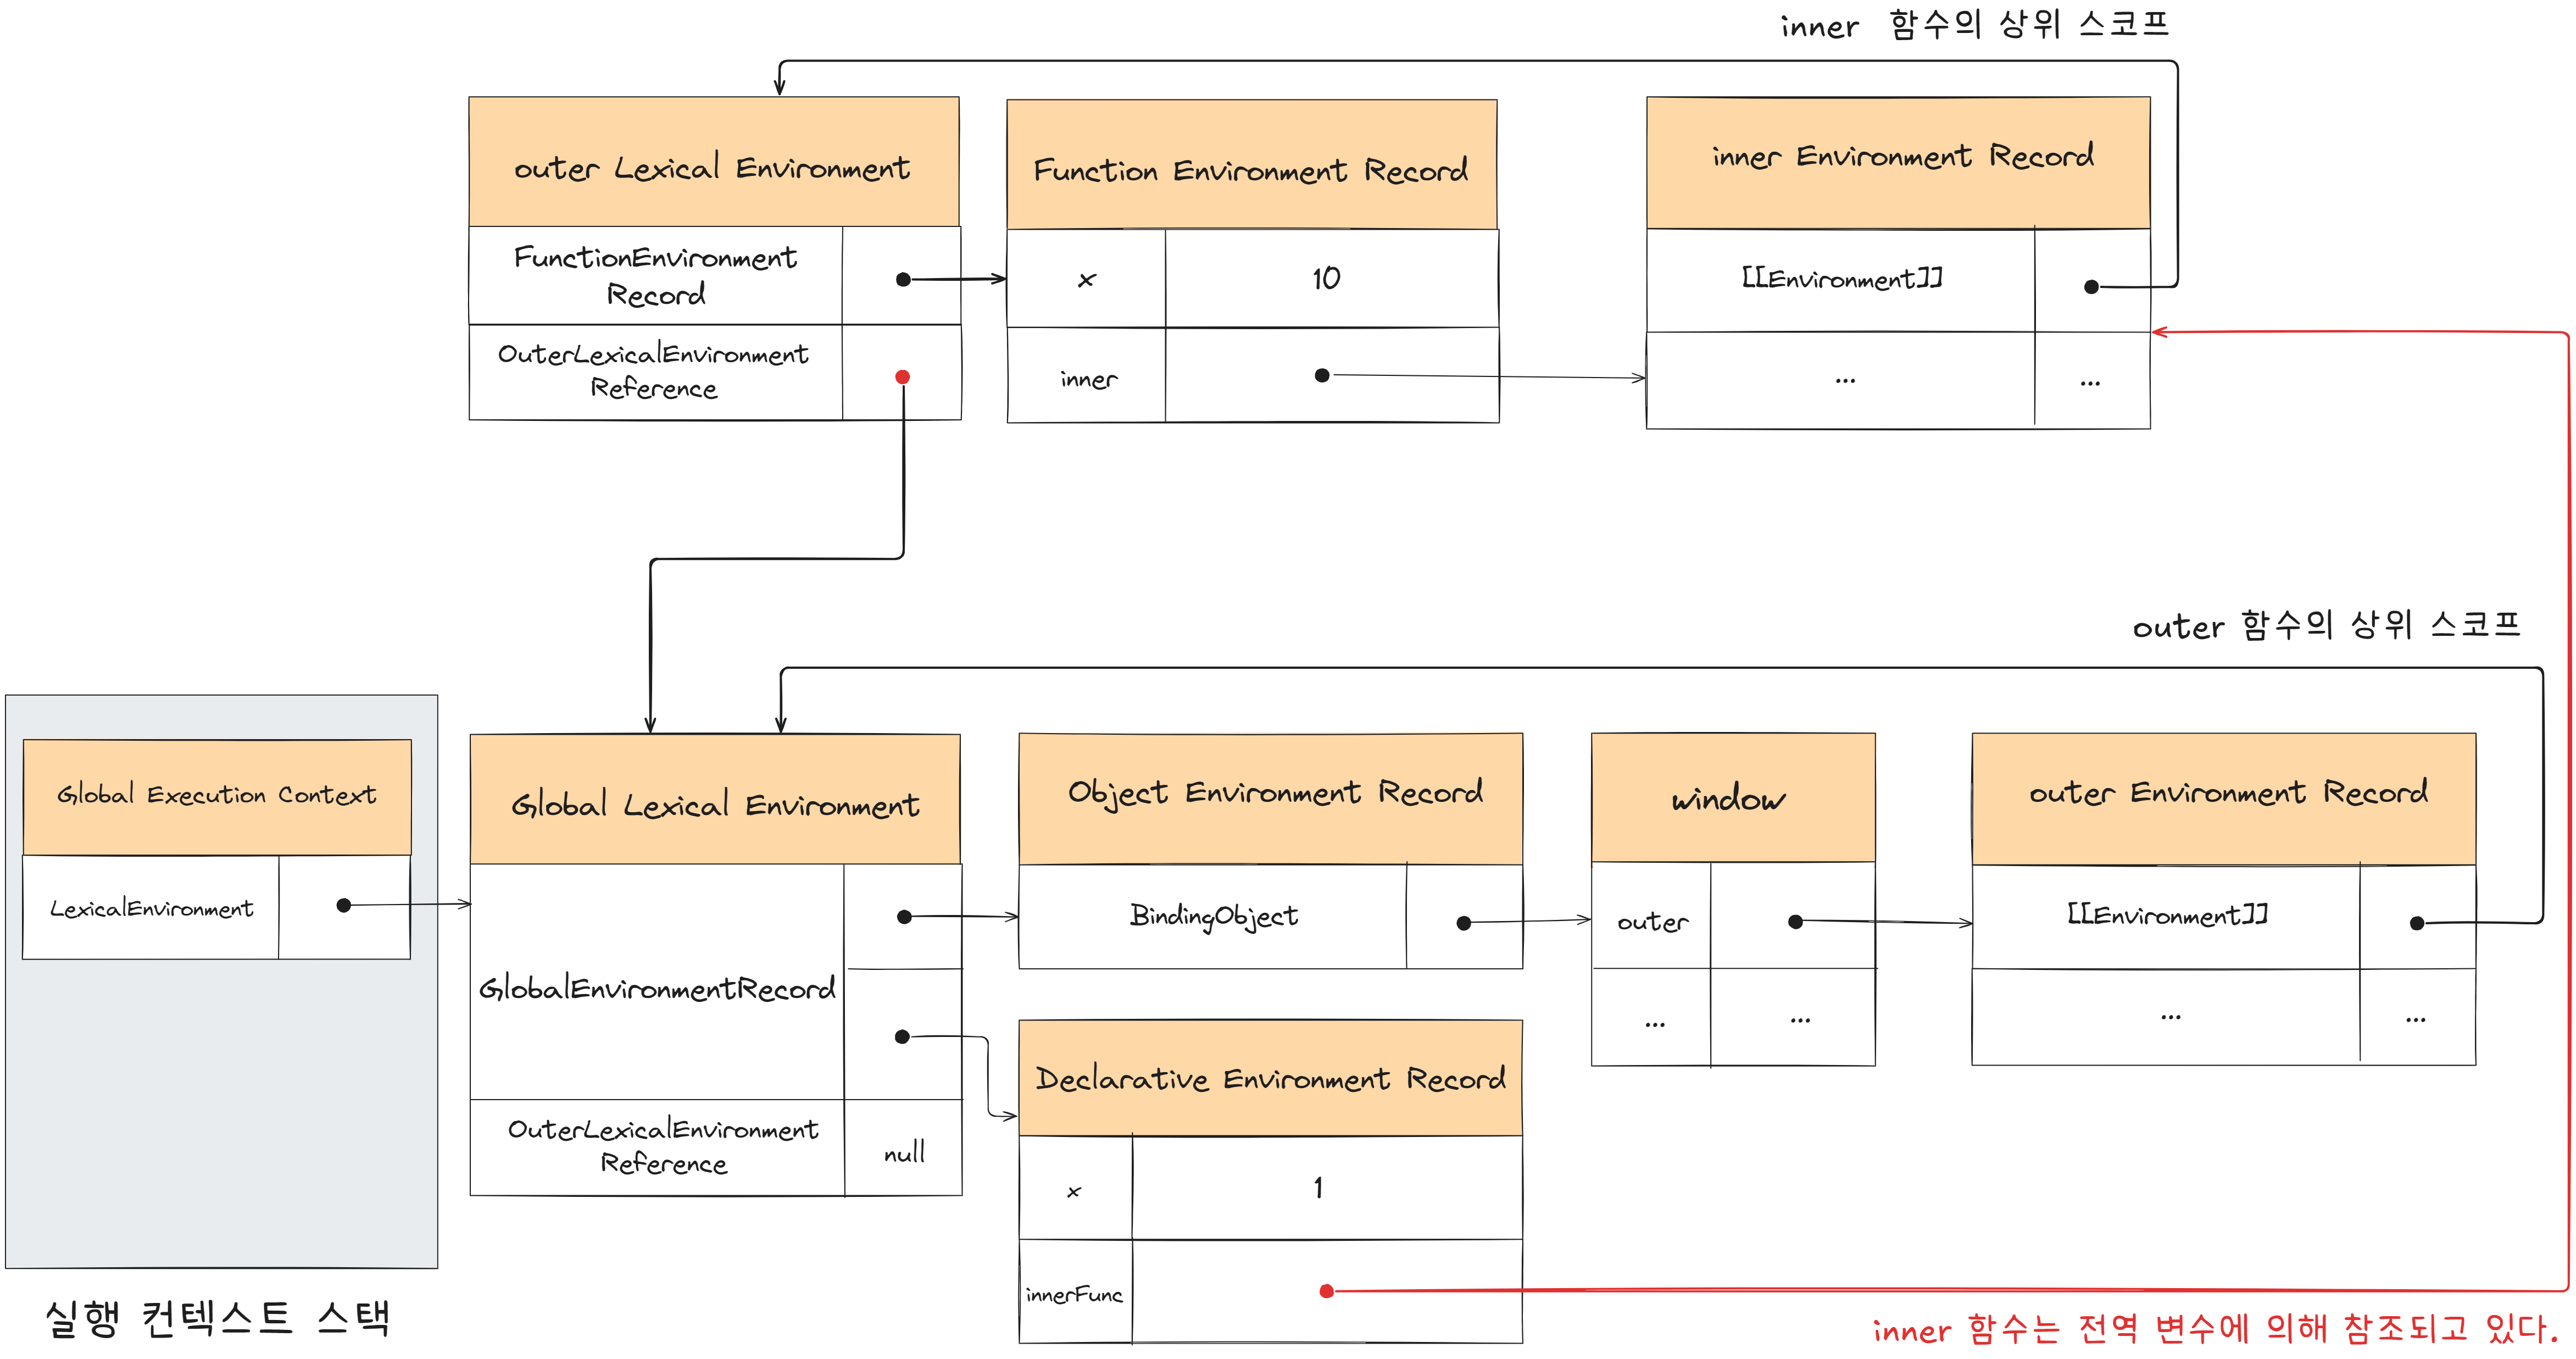 inner 함수의 상위 스코프
outer Lexical Environment
FunctionEnvironment
Record
OuterLexicalEnvironment
Reference
Function Environment Record
x
10
inner
inner Environment Record
[[Environment]]
...
...
outer 함수의 상위 스코프
Global Execution Context
LexicalEnvironment
실행 컨텍스트 스택
Global Lexical Environment
GlobalEnvironmentRecord
OuterLexicalEnvironment
Reference
null
Object Environment Record
BindingObject
Declarative Environment Record
x
1
innerFunc
window
outer
...
...
outer Environment Record
[[Environment]]
...
...
inner 함수는 전역 변수에 의해 참조되고 있다.